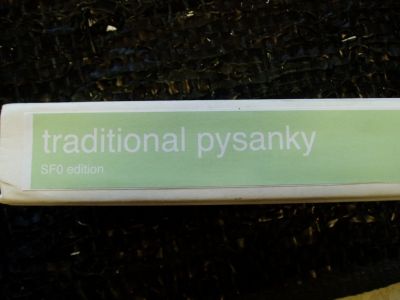 traditional pysanky
SF0 edition